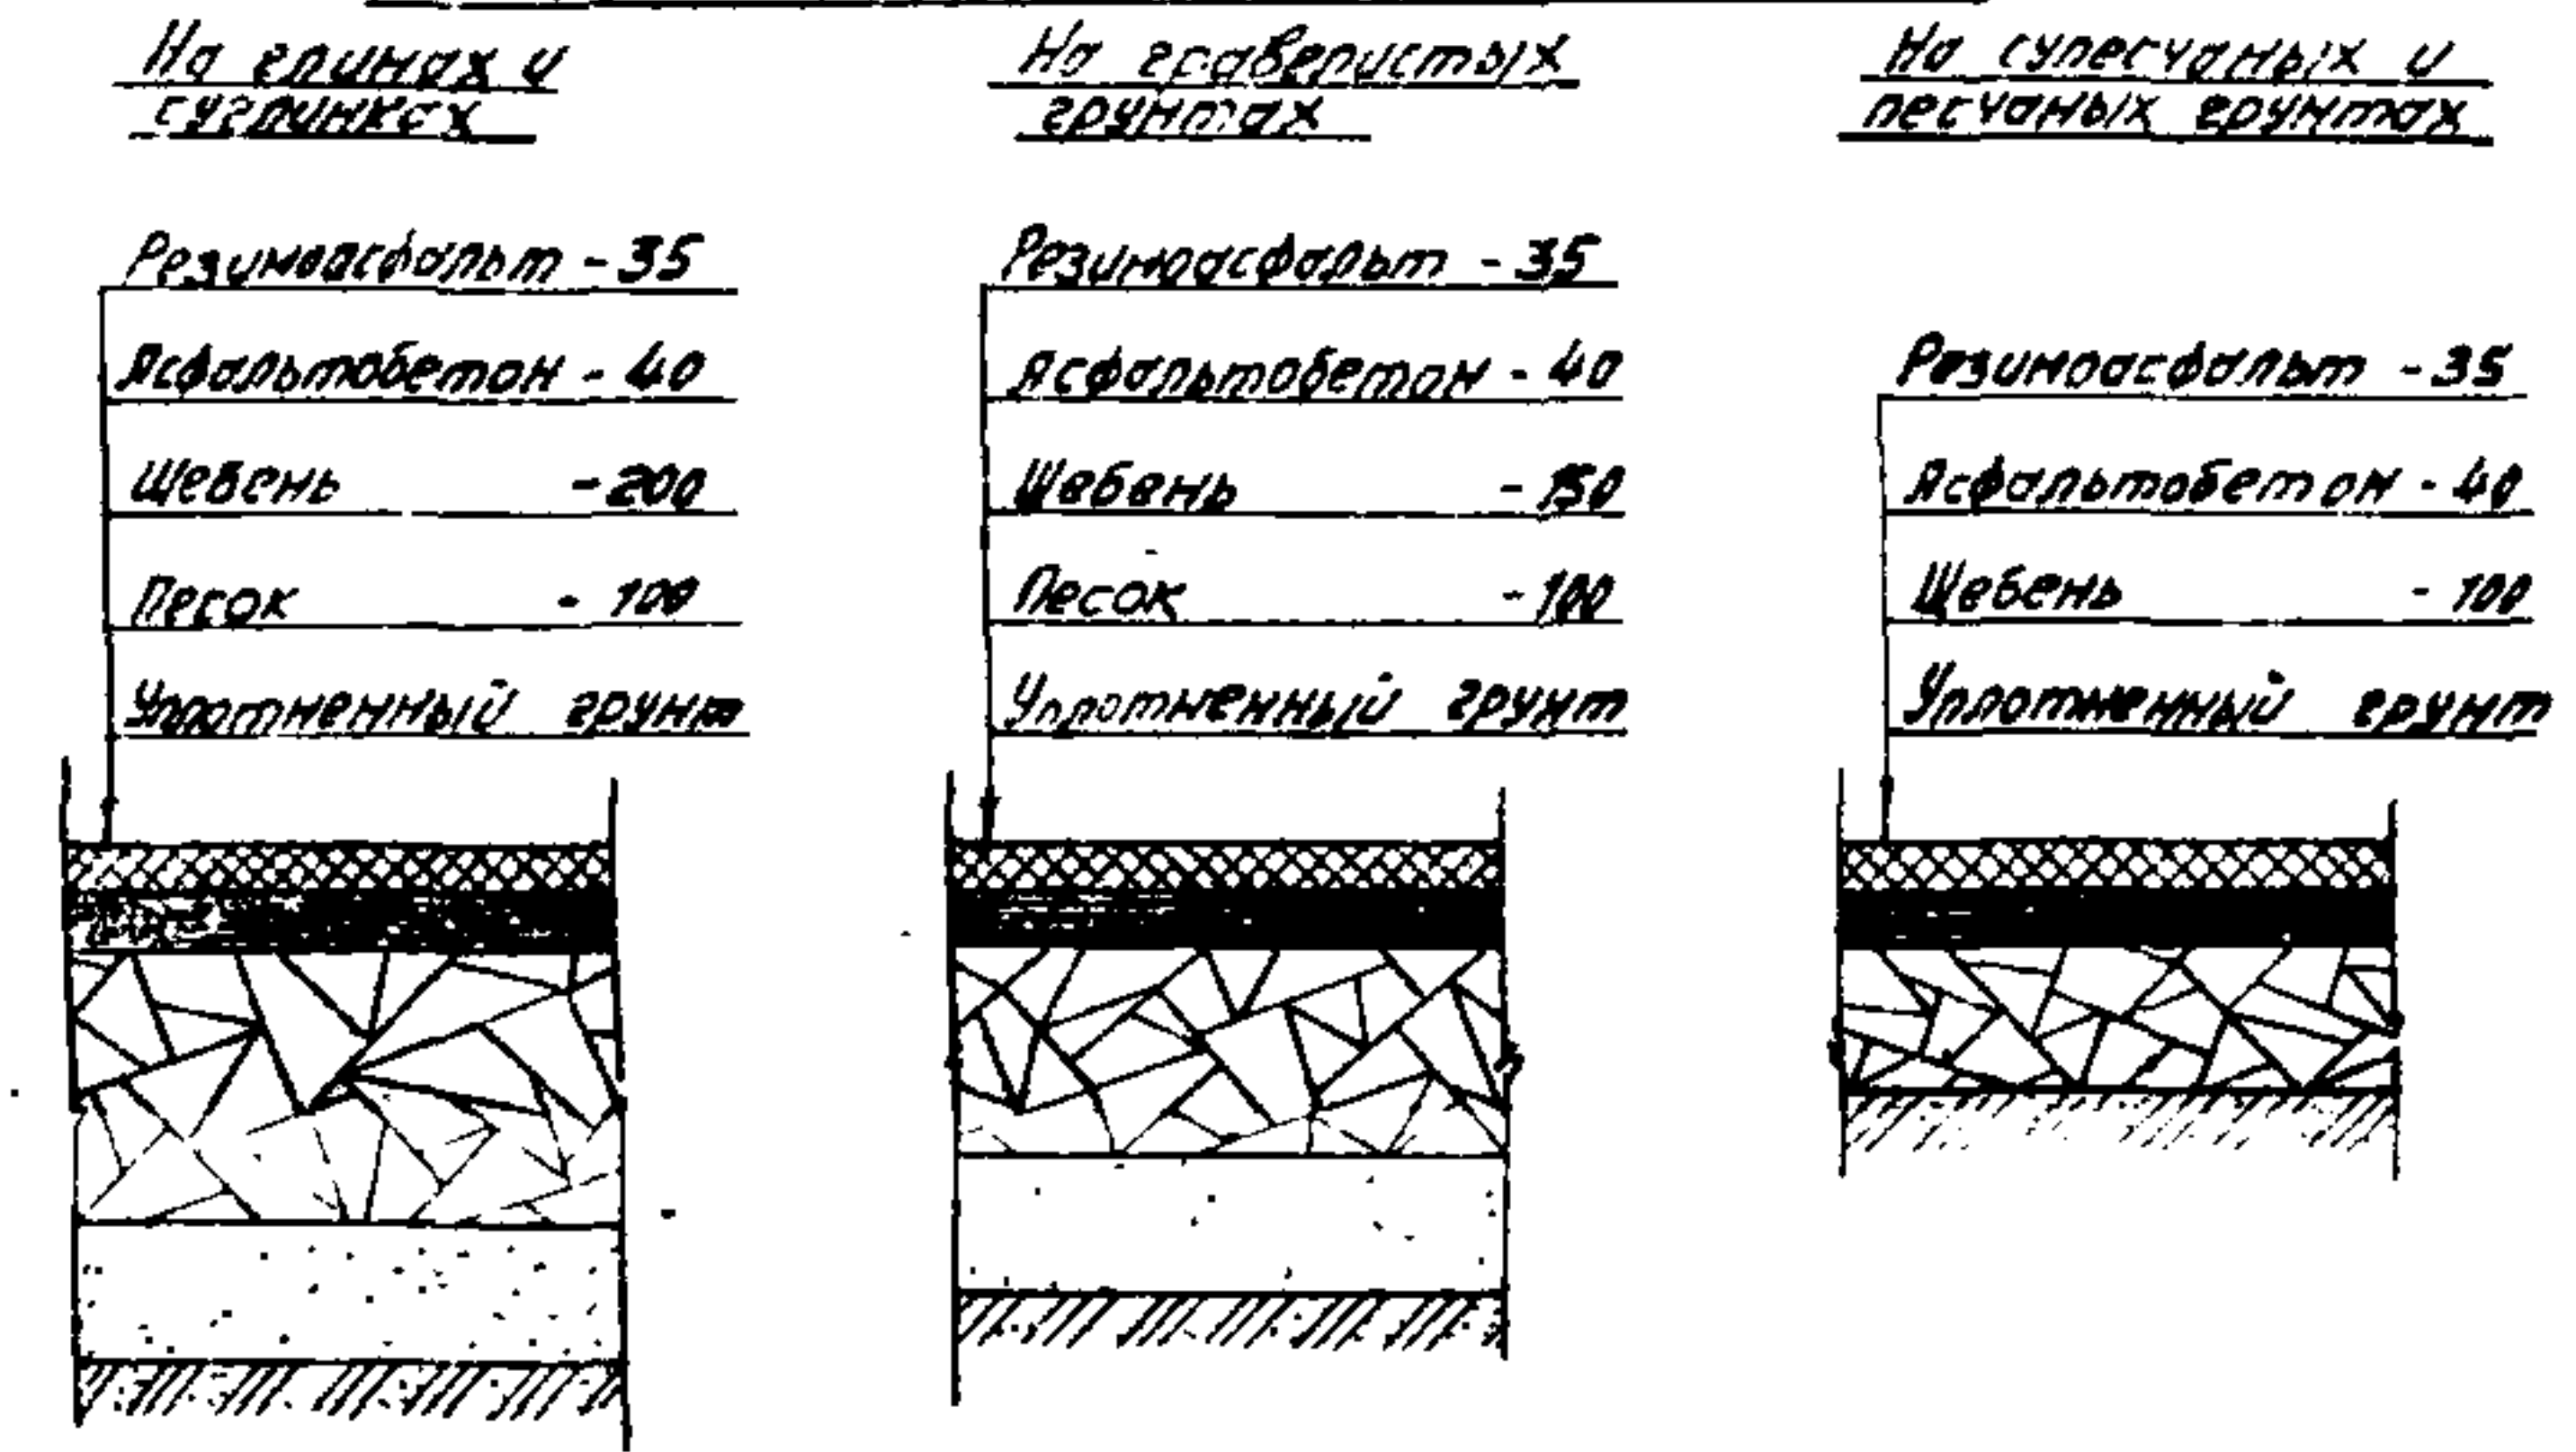 На глинах и
суглинках
Резиноасфальт - 35
Асфальтобетон - 40
Щебень - 200
Песок - 100
Уплотненный грунт
На гравелистых
грунтах
Резиноасфальт - 35
Асфальтобетон - 40
Щебень - 150
Песок - 100
Уплотненный грунт
На супесчаных и
песчаных грунтах
Резиноасфальт - 35
Асфальтобетон - 40
Щебень - 100
Уплотненный грунт